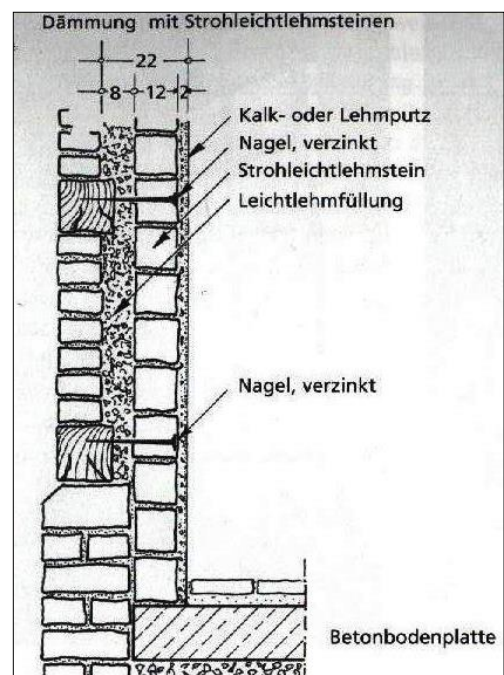 Dämmung mit Strohleichtlehmsteinen
22
8 12 2
Kalk- oder Lehmputz
Nagel, verzinkt
Strohleichtlehmstein
Leichtlehmfüllung
Nagel, verzinkt
Betonbodenplatte